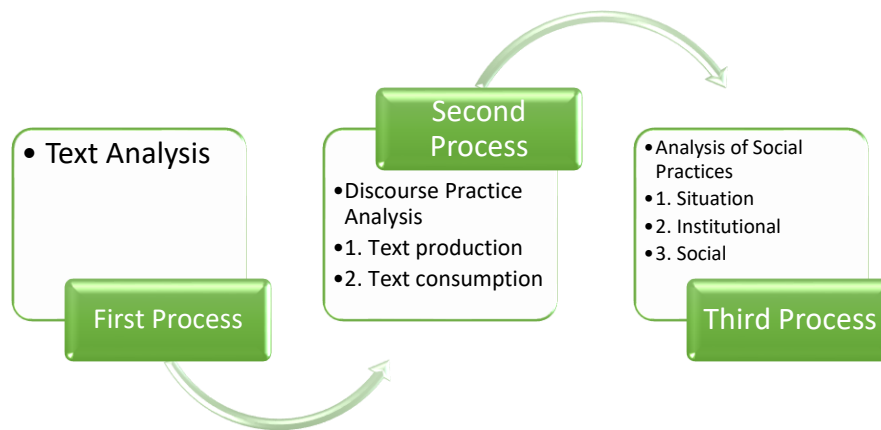 • Text Analysis
First Process
Second
Process
•Discourse Practice
Analysis
•1. Text production
•2. Text consumption
•Analysis of Social
Practices
•1. Situation
•2. Institutional
•3. Social
Third Process